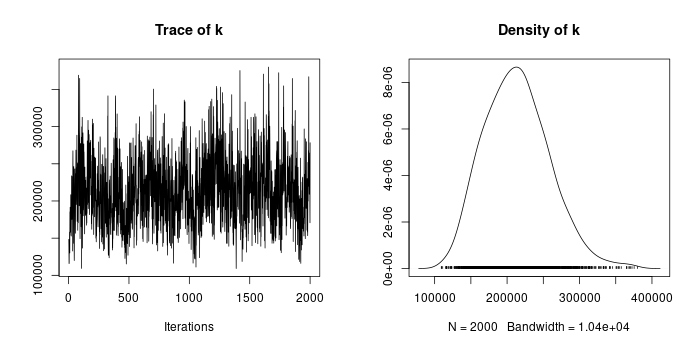 Trace of k
300000
200000
100000
0 500 1000 1500 2000
Iterations
Density of k
8e-06
6e-06
4e-06
2e-06
0e+00
100000 200000 300000 400000
N = 2000 Bandwidth = 1.04e+04